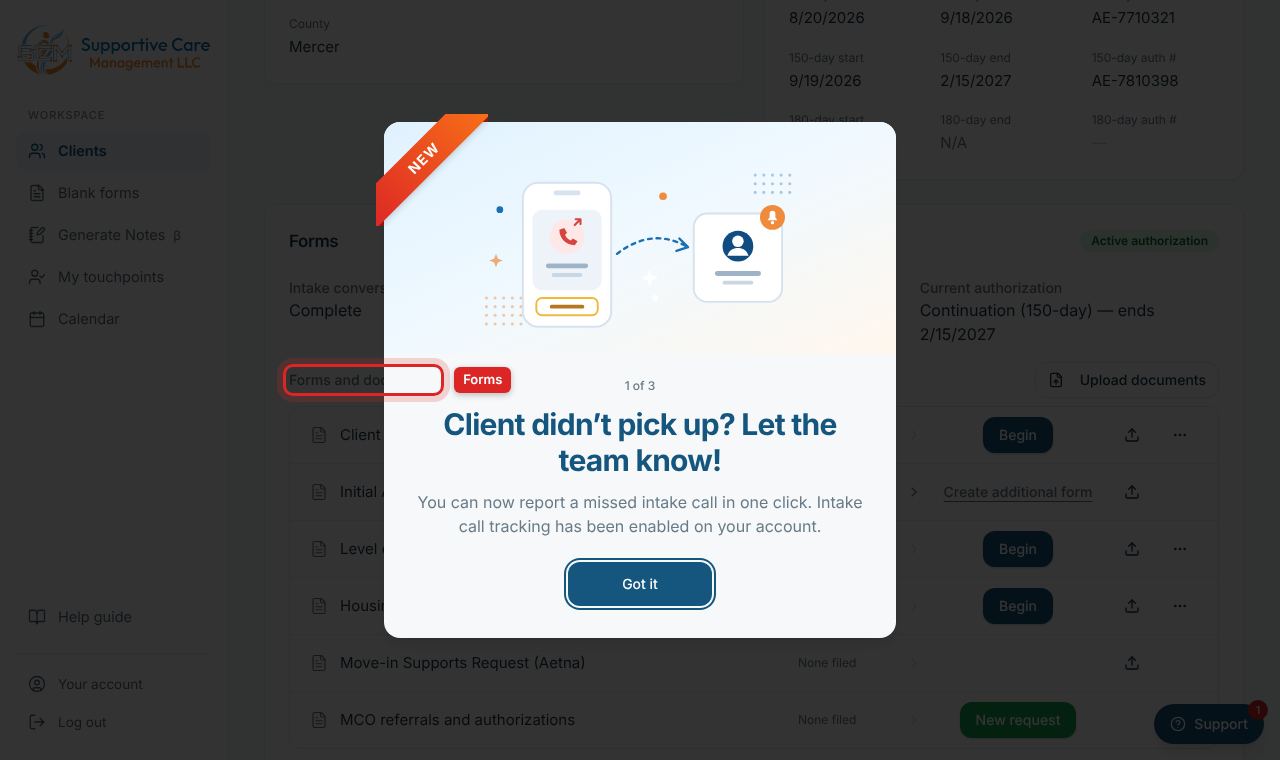 Supportive Care
Management LLC
WORKSPACE
Clients
Blank forms
Generate Notes β
My touchpoints
Calendar
Help guide
Your account
Log out
County
Mercer
8/20/2026 9/18/2026 AE-7710321
150-day start 150-day end 150-day auth #
9/19/2026 2/15/2027 AE-7810398
180-day start 180-day end 180-day auth #
N/A —
Forms
Active authorization
Intake
Complete
Current authorization
Continuation (150-day) — ends
2/15/2027
Forms and
Forms
Upload documents
NEW
1 of 3
Client didn’t pick up? Let the
team know!
You can now report a missed intake call in one click. Intake
call tracking has been enabled on your account.
Got it
Client
Begin
Initial
Create additional form
Level
Begin
Begin
Move-in Supports Request (Aetna) None filed
MCO referrals and authorizations None filed New request
Support 1